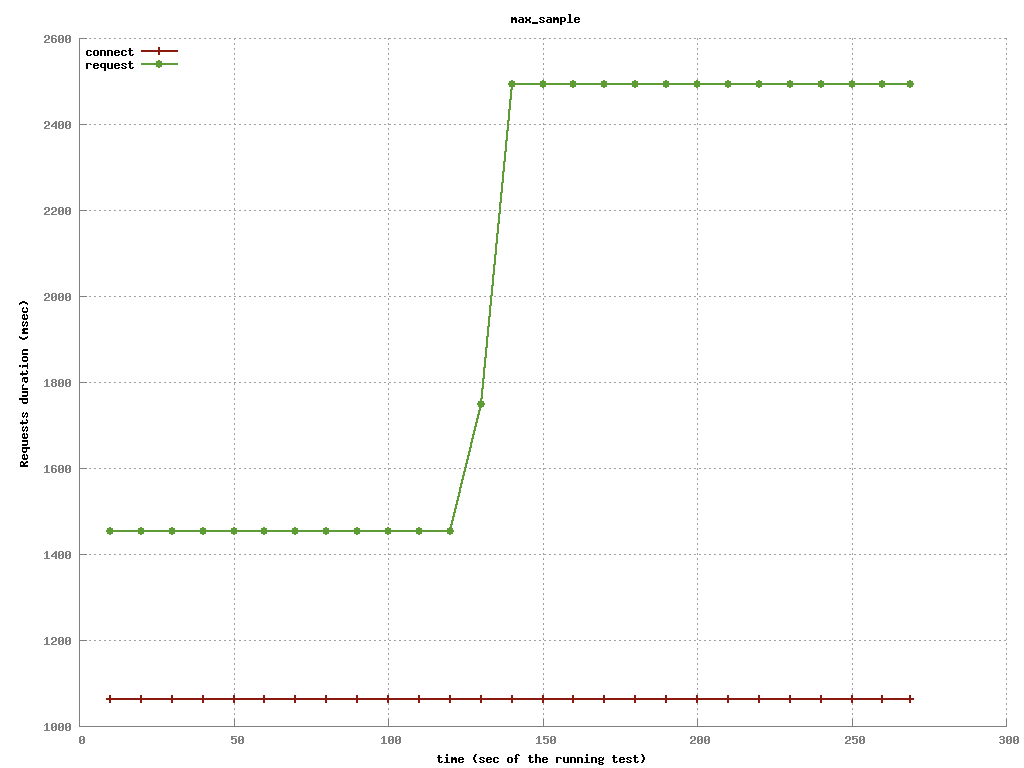 max_sample
2600
connect
request
2400
2200
2000
1800
1600
1400
1200
1000
Requests duration (msec)
0 50 100 150 200 250 300
time (sec of the running test)